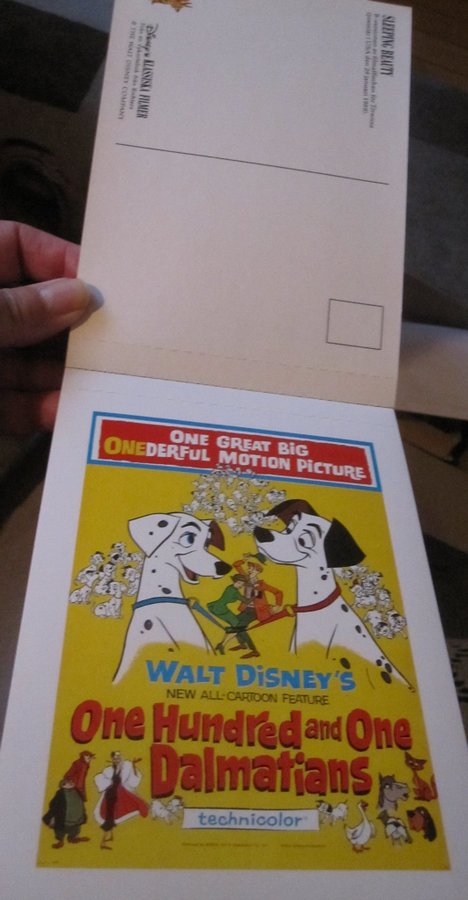 SLEEPING BEAUTY
Disney's KLASSISKA FILMER
© THE WALT DISNEY COMPANY
ONE GREAT BIG
ONEDERFUL MOTION PICTURE
WALT DISNEY'S
NEW ALL-CARTOON FEATURE
One Hundred and One
Dalmatians
technicolor